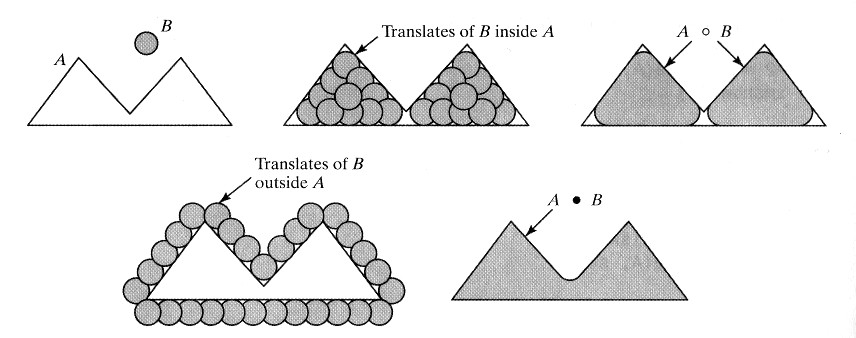 B
A
Translates of B inside A
A ○ B
Translates of B
outside A
A ● B